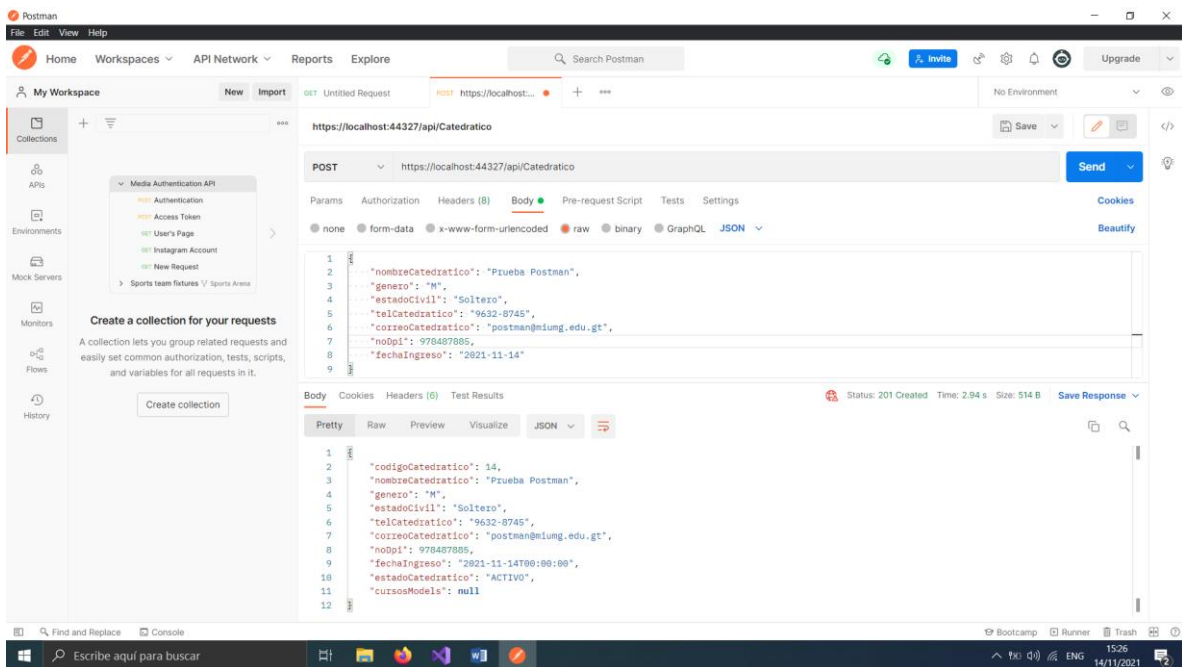 Postman
File Edit View Help
Home Workspaces API Network Reports Explore Search Postman Invite Upgrade
My Workspace New Import GET Untitled Request POST https://localhost:... No Environment
Collections
APIs
Environments
Mock Servers
Monitors
Flows
History
Media Authentication API
POST Authentication
POST Access Token
GET User's Page
GET Instagram Account
GET New Request
Sports team fixtures Sports Arena
Create a collection for your requests
A collection lets you group related requests and
easily set common authorization, tests, scripts,
and variables for all requests in it.
Create collection
https://localhost:44327/api/Catedratico Save
POST https://localhost:44327/api/Catedratico Send
Params Authorization Headers (8) Body Pre-request Script Tests Settings Cookies
none form-data x-www-form-urlencoded raw binary GraphQL JSON Beautify
1 {
2 "nombreCatedratico": "Prueba Postman",
3 "genero": "M",
4 "estadoCivil": "Soltero",
5 "telCatedratico": "9632-8745",
6 "correoCatedratico": "postman@miumg.edu.gt",
7 "noDpi": 978487885,
8 "fechaIngreso": "2021-11-14"
9 }
Body Cookies Headers (6) Test Results Status: 201 Created Time: 2.94 s Size: 514 B Save Response
Pretty Raw Preview Visualize JSON
1 {
2 "codigoCatedratico": 14,
3 "nombreCatedratico": "Prueba Postman",
4 "genero": "M",
5 "estadoCivil": "Soltero",
6 "telCatedratico": "9632-8745",
7 "correoCatedratico": "postman@miumg.edu.gt",
8 "noDpi": 978487885,
9 "fechaIngreso": "2021-11-14T00:00:00",
10 "estadoCatedratico": "ACTIVO",
11 "cursosModels": null
12 }
Find and Replace Console Bootcamp Runner Trash
Escribe aquí para buscar ENG 15:26
14/11/2021